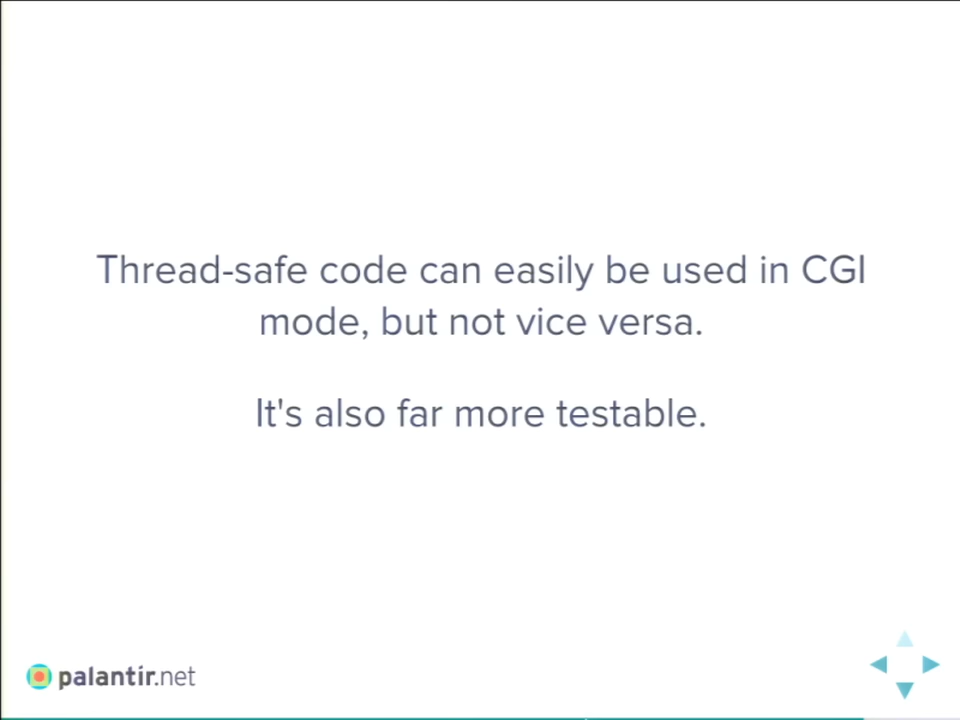 Thread-safe code can easily be used in CGI
mode, but not vice versa.
It's also far more testable.
palantir.net